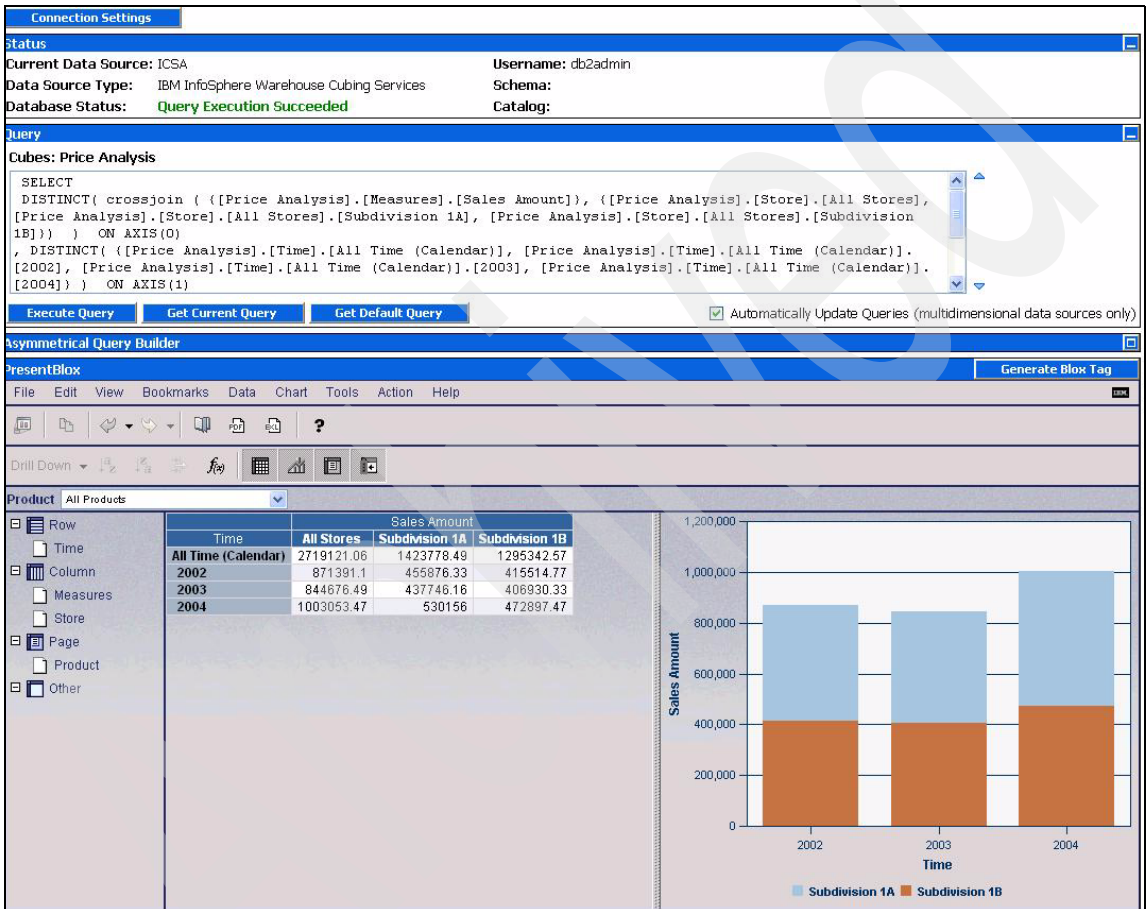 Connection Settings
Status
Current Data Source: ICSA Username: db2admin
Data Source Type: IBM InfoSphere Warehouse Cubing Services Schema:
Database Status: Query Execution Succeeded Catalog:
Query
Cubes: Price Analysis
SELECT
DISTINCT( crossjoin ( {[Price Analysis].[Measures].[Sales Amount]}, {[Price Analysis].[Store].[All Stores],
[Price Analysis].[Store].[All Stores].[Subdivision 1A], [Price Analysis].[Store].[All Stores].[Subdivision
1B]}) ) ON AXIS(0)
, DISTINCT( {[Price Analysis].[Time].[All Time (Calendar)], [Price Analysis].[Time].[All Time (Calendar)].
[2002], [Price Analysis].[Time].[All Time (Calendar)].[2003], [Price Analysis].[Time].[All Time (Calendar)].
[2004]} ) ON AXIS(1)
Execute Query Get Current Query Get Default Query Automatically Update Queries (multidimensional data sources only)
Asymmetrical Query Builder
PresentBlox Generate Blox Tag
File Edit View Bookmarks Data Chart Tools Action Help IBM
PDF EXL ?
Drill Down f(x)
Product All Products
Row
Time
Column
Measures
Store
Page
Product
Other
Sales Amount
Time All Stores Subdivision 1A Subdivision 1B
All Time (Calendar) 2719121.06 1423778.49 1295342.57
2002 871391.1 455876.33 415514.77
2003 844676.49 437746.16 406930.33
2004 1003053.47 530156 472897.47
1,200,000
1,000,000
800,000
600,000
400,000
200,000
0
Sales Amount
2002 2003 2004
Time
Subdivision 1A Subdivision 1B